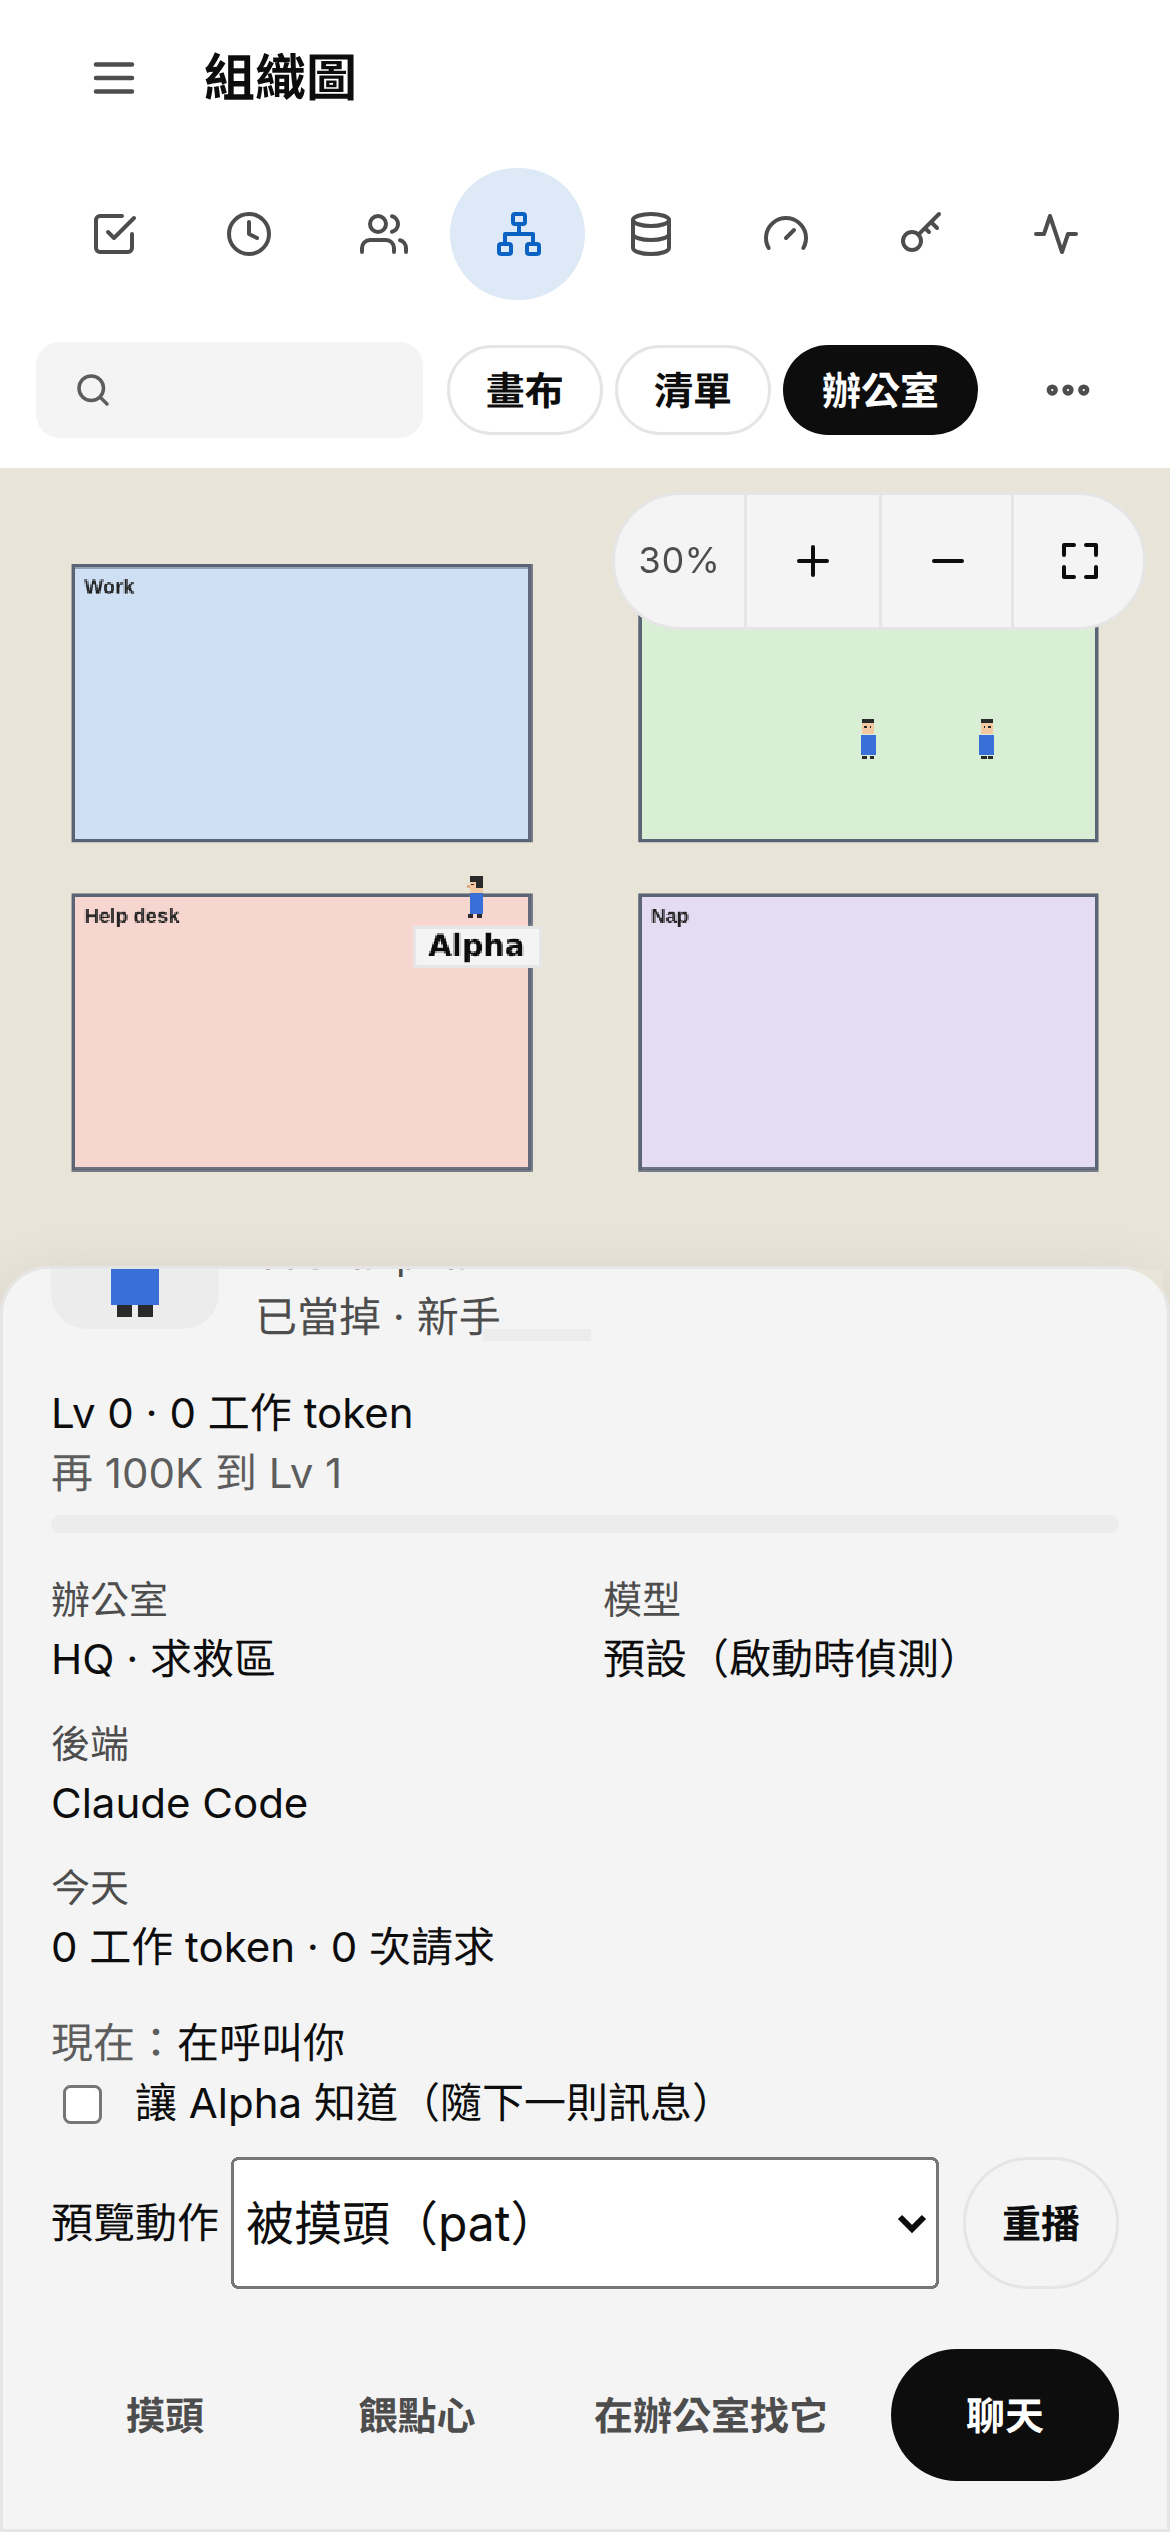 組織圖
畫布
清單
辦公室
30%
Work
Help desk
Alpha
Nap
已當掉 · 新手
Lv 0 · 0 工作 token
再 100K 到 Lv 1
辦公室
模型
HQ · 求救區
預設（啟動時偵測）
後端
Claude Code
今天
0 工作 token · 0 次請求
現在：在呼叫你
讓 Alpha 知道（隨下一則訊息）
預覽動作
被摸頭（pat）
重播
摸頭
餵點心
在辦公室找它
聊天